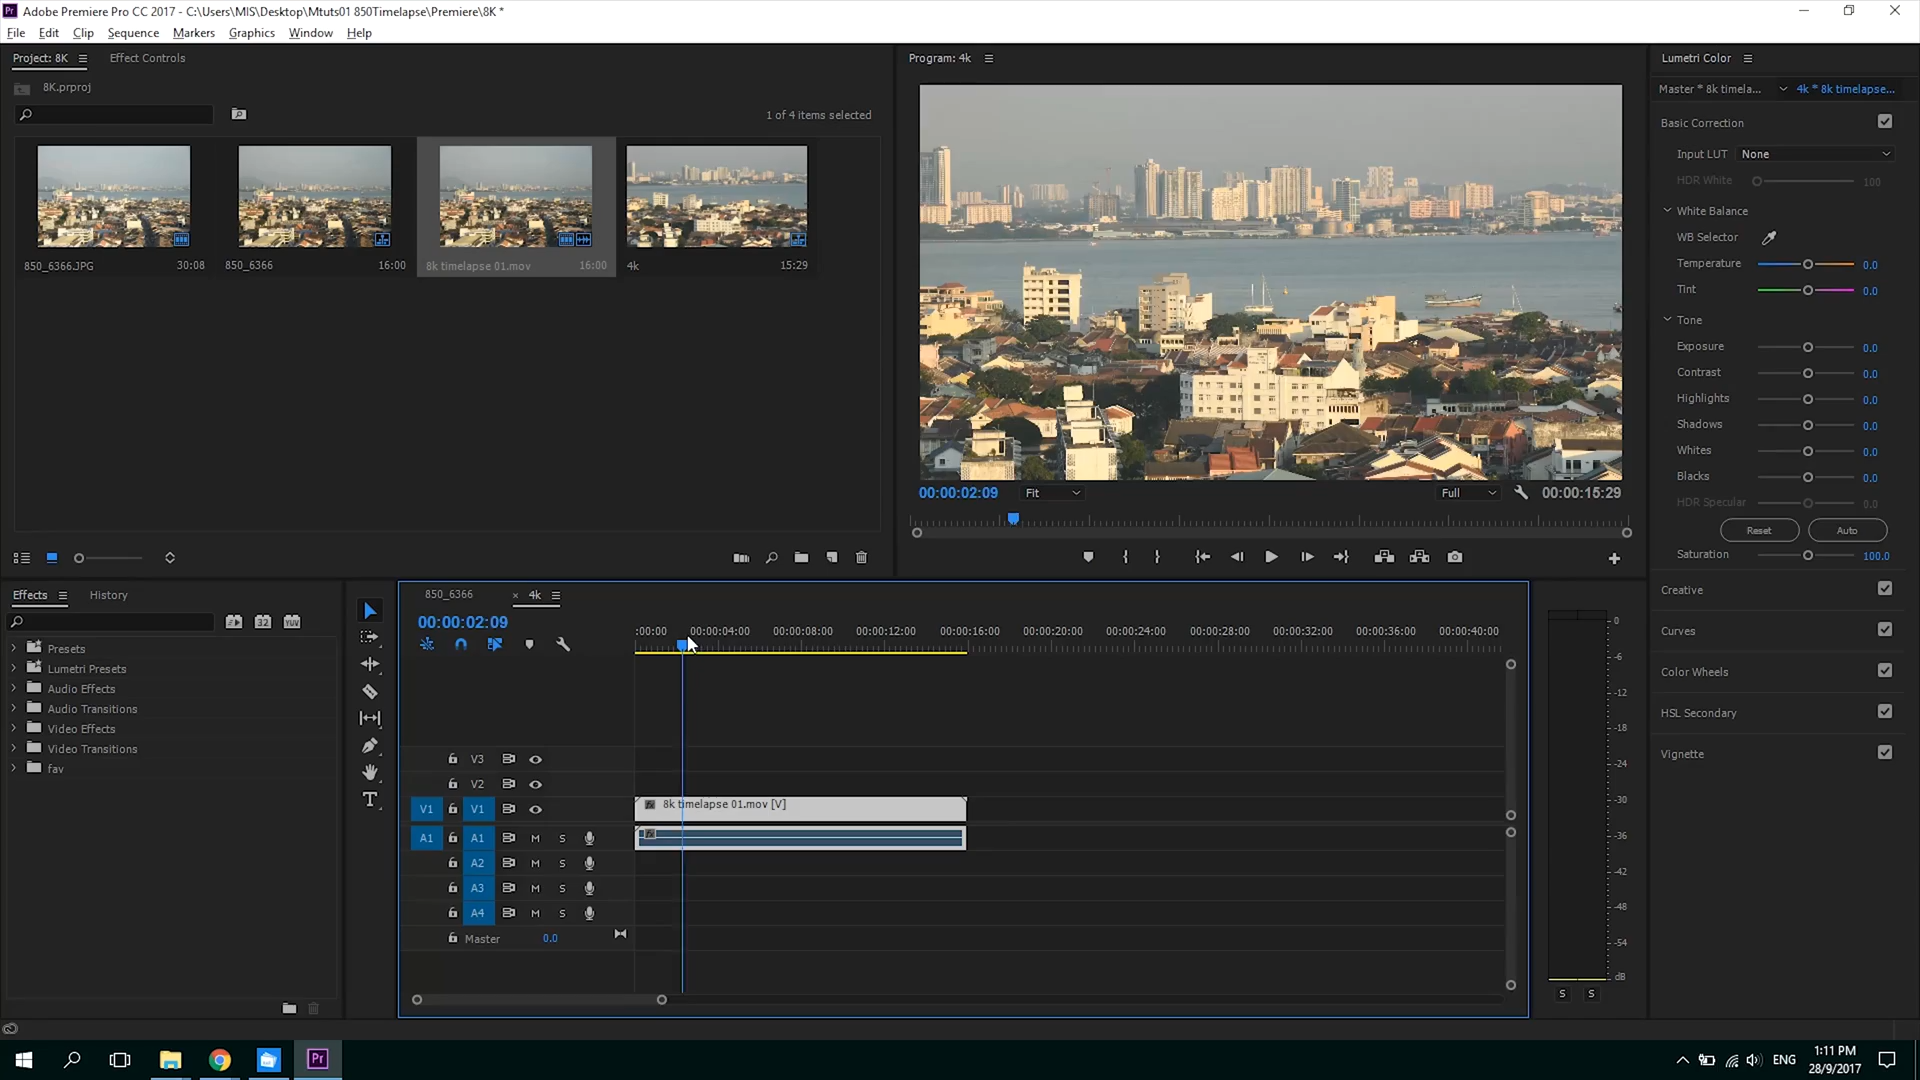 Pr Adobe Premiere Pro CC 2017 - C:\Users\MIS\Desktop\Mtuts01 850Timelapse\Premiere\8K *
File Edit Clip Sequence Markers Graphics Window Help
Project: 8K Effect Controls
8K.prproj
1 of 4 items selected
850_6366.JPG 30:08
850_6366 16:00
8k timelapse 01.mov 16:00
4k 15:29
Program: 4k
00:00:02:09 Fit Full 00:00:15:29
Lumetri Color
Master * 8k timela... 4k * 8k timelapse...
Basic Correction
Input LUT None
HDR White 100
White Balance
WB Selector
Temperature 0.0
Tint 0.0
Tone
Exposure 0.0
Contrast 0.0
Highlights 0.0
Shadows 0.0
Whites 0.0
Blacks 0.0
HDR Specular 0.0
Reset Auto
Saturation 100.0
Creative
Curves
Color Wheels
HSL Secondary
Vignette
Effects History
32 YUV
Presets
Lumetri Presets
Audio Effects
Audio Transitions
Video Effects
Video Transitions
fav
T
850_6366 × 4k
00:00:02:09
:00:00 00:00:04:00 00:00:08:00 00:00:12:00 00:00:16:00 00:00:20:00 00:00:24:00 00:00:28:00 00:00:32:00 00:00:36:00 00:00:40:00
V3
V2
V1 V1 fx 8k timelapse 01.mov [V]
A1 A1 M S fx
A2 M S
A3 M S
A4 M S
Master 0.0
0
-6
-12
-18
-24
-30
-36
-42
-48
-54
dB
S S
Pr
ENG
1:11 PM
28/9/2017